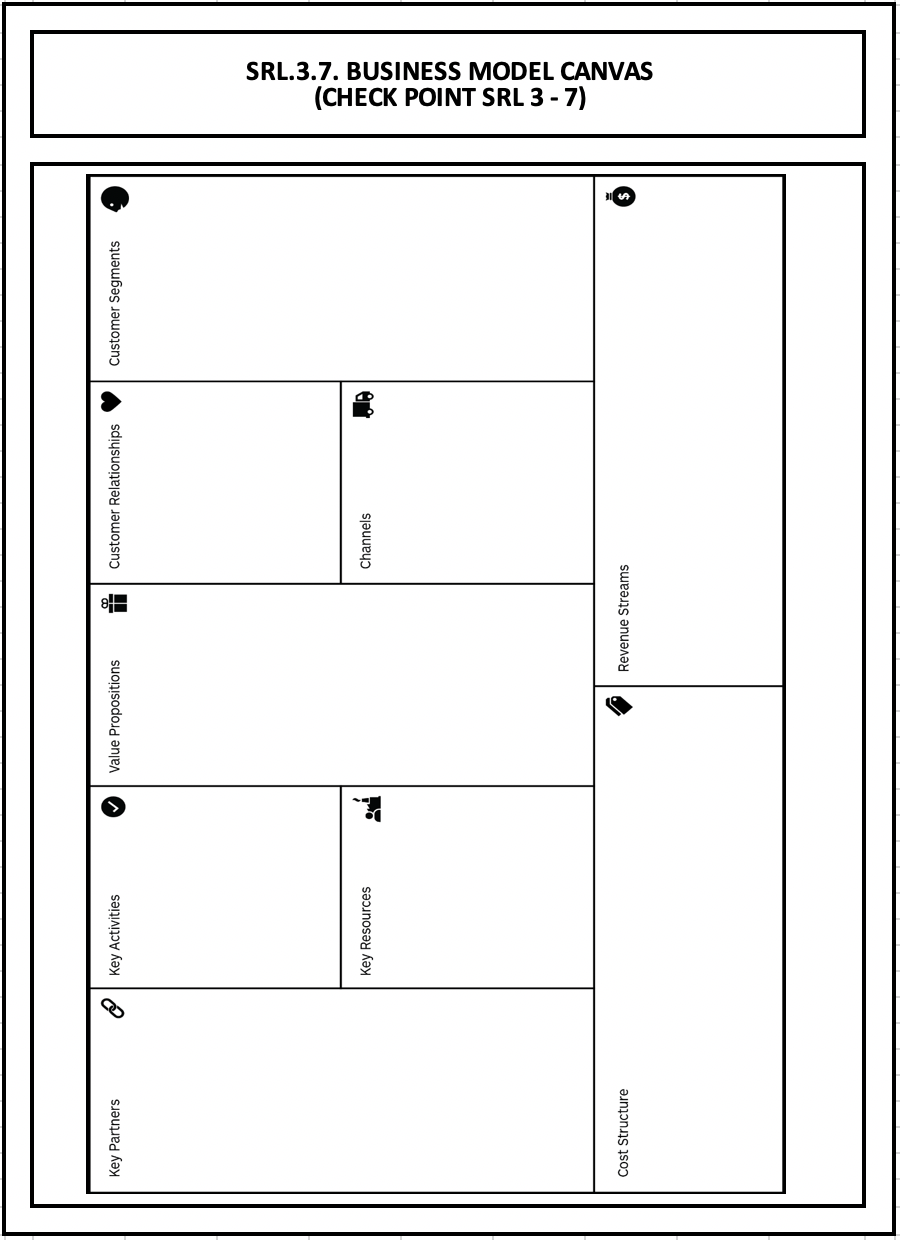 SRL.3.7. BUSINESS MODEL CANVAS
(CHECK POINT SRL 3 - 7)
Key Partners
Key Activities
Key Resources
Value Propositions
Customer Relationships
Channels
Customer Segments
Cost Structure
Revenue Streams